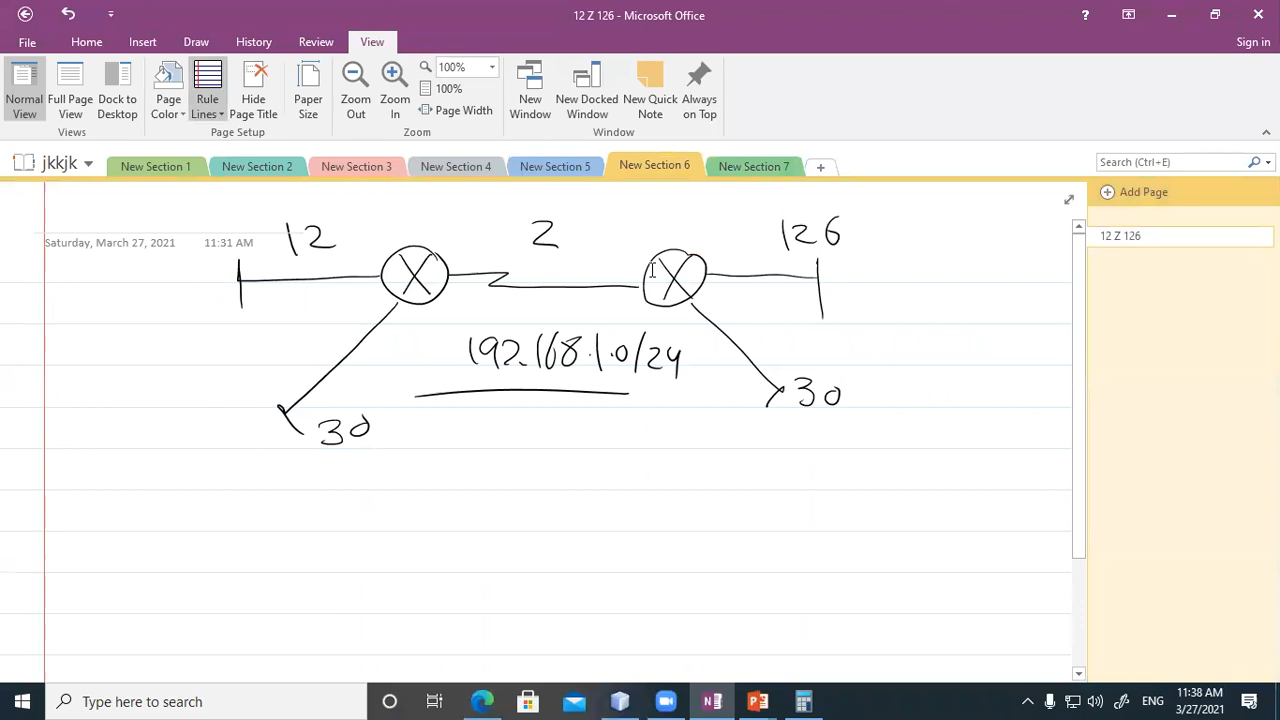 12 Z 126 - Microsoft Office
? Sign in
File Home Insert Draw History Review View
Normal View
Full Page View
Dock to Desktop
Views
Page Color
Rule Lines
Hide Page Title
Paper Size
Page Setup
Zoom Out
Zoom In
100%
100%
Page Width
Zoom
New Window
New Docked Window
New Quick Note
Always on Top
Window
jkkjk New Section 1 New Section 2 New Section 3 New Section 4 New Section 5 New Section 6 New Section 7 +
Search (Ctrl+E)
Add Page
12 Z 126
Saturday, March 27, 2021 11:31 AM
12 2 126
192.168.1.0/24
30
30
Type here to search
ENG
11:38 AM
3/27/2021